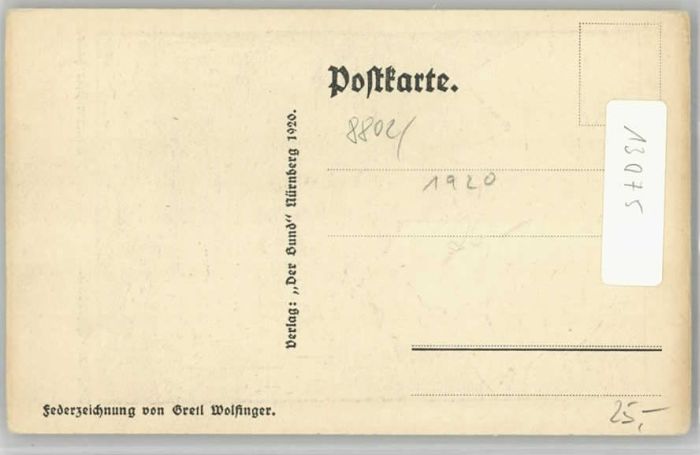 Postkarte.
8802/
1920
13075
Verlag: „Der Bund“ Nürnberg 1920.
Federzeichnung von Gretl Wolfinger.
25,-